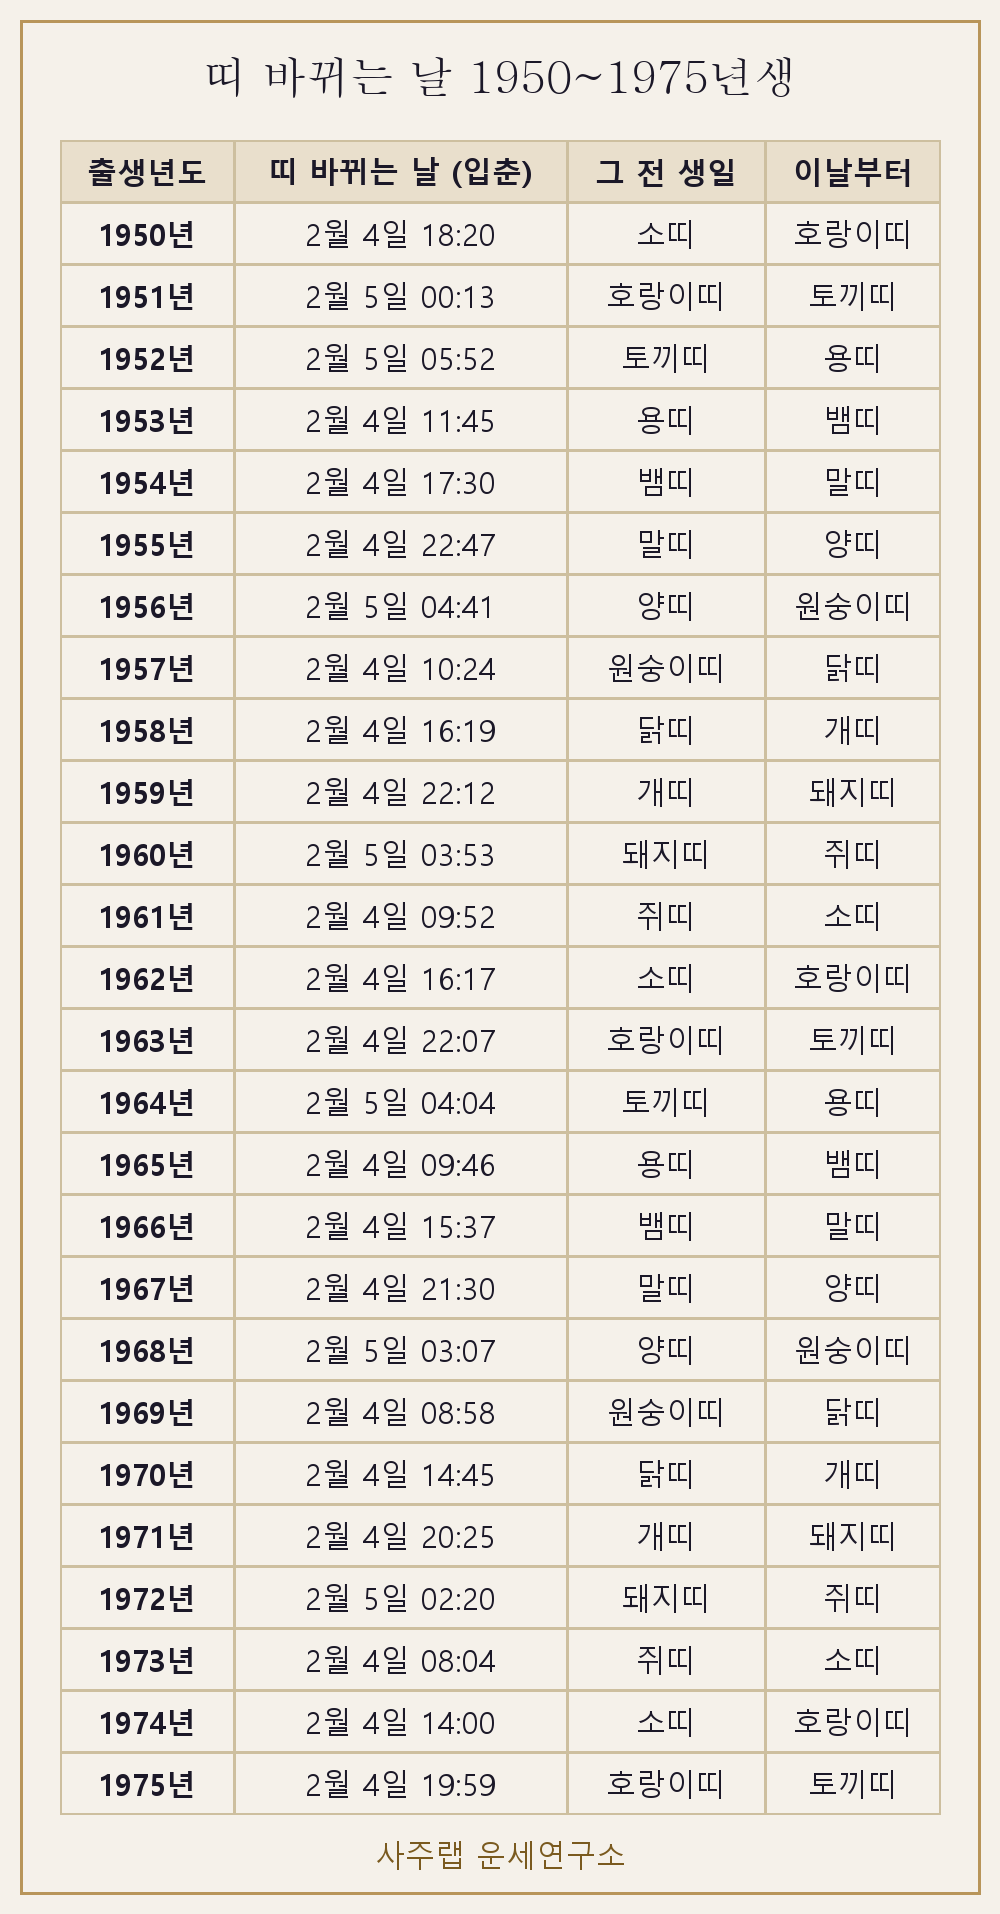 띠 바뀌는 날 1950~1975년생
출생년도 띠 바뀌는 날 (입춘) 그 전 생일 이날부터
1950년 2월 4일 18:20 소띠 호랑이띠
1951년 2월 5일 00:13 호랑이띠 토끼띠
1952년 2월 5일 05:52 토끼띠 용띠
1953년 2월 4일 11:45 용띠 뱀띠
1954년 2월 4일 17:30 뱀띠 말띠
1955년 2월 4일 22:47 말띠 양띠
1956년 2월 5일 04:41 양띠 원숭이띠
1957년 2월 4일 10:24 원숭이띠 닭띠
1958년 2월 4일 16:19 닭띠 개띠
1959년 2월 4일 22:12 개띠 돼지띠
1960년 2월 5일 03:53 돼지띠 쥐띠
1961년 2월 4일 09:52 쥐띠 소띠
1962년 2월 4일 16:17 소띠 호랑이띠
1963년 2월 4일 22:07 호랑이띠 토끼띠
1964년 2월 5일 04:04 토끼띠 용띠
1965년 2월 4일 09:46 용띠 뱀띠
1966년 2월 4일 15:37 뱀띠 말띠
1967년 2월 4일 21:30 말띠 양띠
1968년 2월 5일 03:07 양띠 원숭이띠
1969년 2월 4일 08:58 원숭이띠 닭띠
1970년 2월 4일 14:45 닭띠 개띠
1971년 2월 4일 20:25 개띠 돼지띠
1972년 2월 5일 02:20 돼지띠 쥐띠
1973년 2월 4일 08:04 쥐띠 소띠
1974년 2월 4일 14:00 소띠 호랑이띠
1975년 2월 4일 19:59 호랑이띠 토끼띠
사주랩 운세연구소